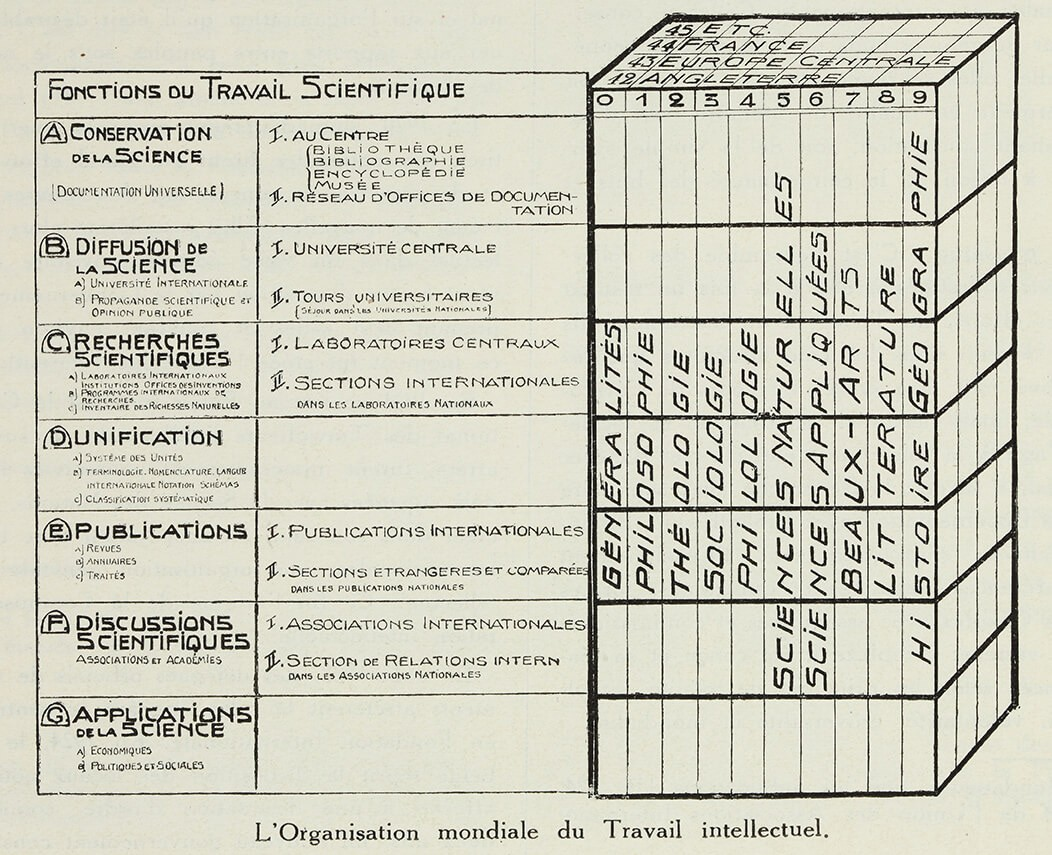 45 ETC.
44 FRANCE
43 EUROPE CENTRALE
42 ANGLETERRE
FONCTIONS DU TRAVAIL SCIENTIFIQUE
0 1 2 3 4 5 6 7 8 9
A CONSERVATION
DE LA SCIENCE
(DOCUMENTATION UNIVERSELLE)
I. AU CENTRE
BIBLIOTHÈQUE
BIBLIOGRAPHIE
ENCYCLOPÉDIE
MUSÉE
II. RÉSEAU D'OFFICES DE DOCUMEN-
TATION
B DIFFUSION DE
LA SCIENCE
A) UNIVERSITÉ INTERNATIONALE
B) PROPAGANDE SCIENTIFIQUE ET
OPINION PUBLIQUE
I. UNIVERSITÉ CENTRALE
II. TOURS UNIVERSITAIRES
(SÉJOUR DANS LES UNIVERSITÉS NATIONALES)
C RECHERCHES
SCIENTIFIQUES
A) LABORATOIRES INTERNATIONAUX
INSTITUTIONS OFFICES DES INVENTIONS
B) PROGRAMMES INTERNATIONAUX DE
RECHERCHES.
C) INVENTAIRE DES RICHESSES NATURELLES
I. LABORATOIRES CENTRAUX
II. SECTIONS INTERNATIONALES
DANS LES LABORATOIRES NATIONAUX
D UNIFICATION
A) SYSTÈME DES UNITÉS
B) TERMINOLOGIE. NOMENCLATURE. LANGUE
INTERNATIONALE NOTATION SCHÉMAS
C) CLASSIFICATION SYSTÉMATIQUE
E PUBLICATIONS
A) REVUES
B) ANNUAIRES
C) TRAITÉS
I. PUBLICATIONS INTERNATIONALES
II. SECTIONS ETRANGERES ET COMPARÉES
DANS LES PUBLICATIONS NATIONALES
F DISCUSSIONS
SCIENTIFIQUES
ASSOCIATIONS ET ACADÉMIES
I. ASSOCIATIONS INTERNATIONALES
II. SECTION DE RELATIONS INTERN
DANS LES ASSOCIATIONS NATIONALES
G APPLICATIONS
DE LA SCIENCE
A) ECONOMIQUES
B) POLITIQUES ET SOCIALES
GÉNÉRALITÉS
PHILOSOPHIE
THÉOLOGIE
SOCIOLOGIE
PHILOLOGIE
SCIENCES NATURELLES
SCIENCES APPLIQUÉES
BEAUX-ARTS
LITTERATURE
HISTOIRE GÉOGRAPHIE
L'Organisation mondiale du Travail intellectuel.